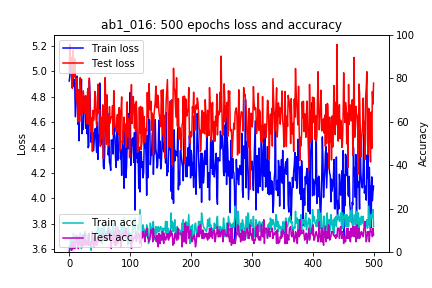 ab1_016: 500 epochs loss and accuracy
5.2
5.0
4.8
4.6
4.4
4.2
4.0
3.8
3.6
Loss
Train loss
Test loss
Train acc
Test acc
100
80
60
40
20
0
Accuracy
0 100 200 300 400 500